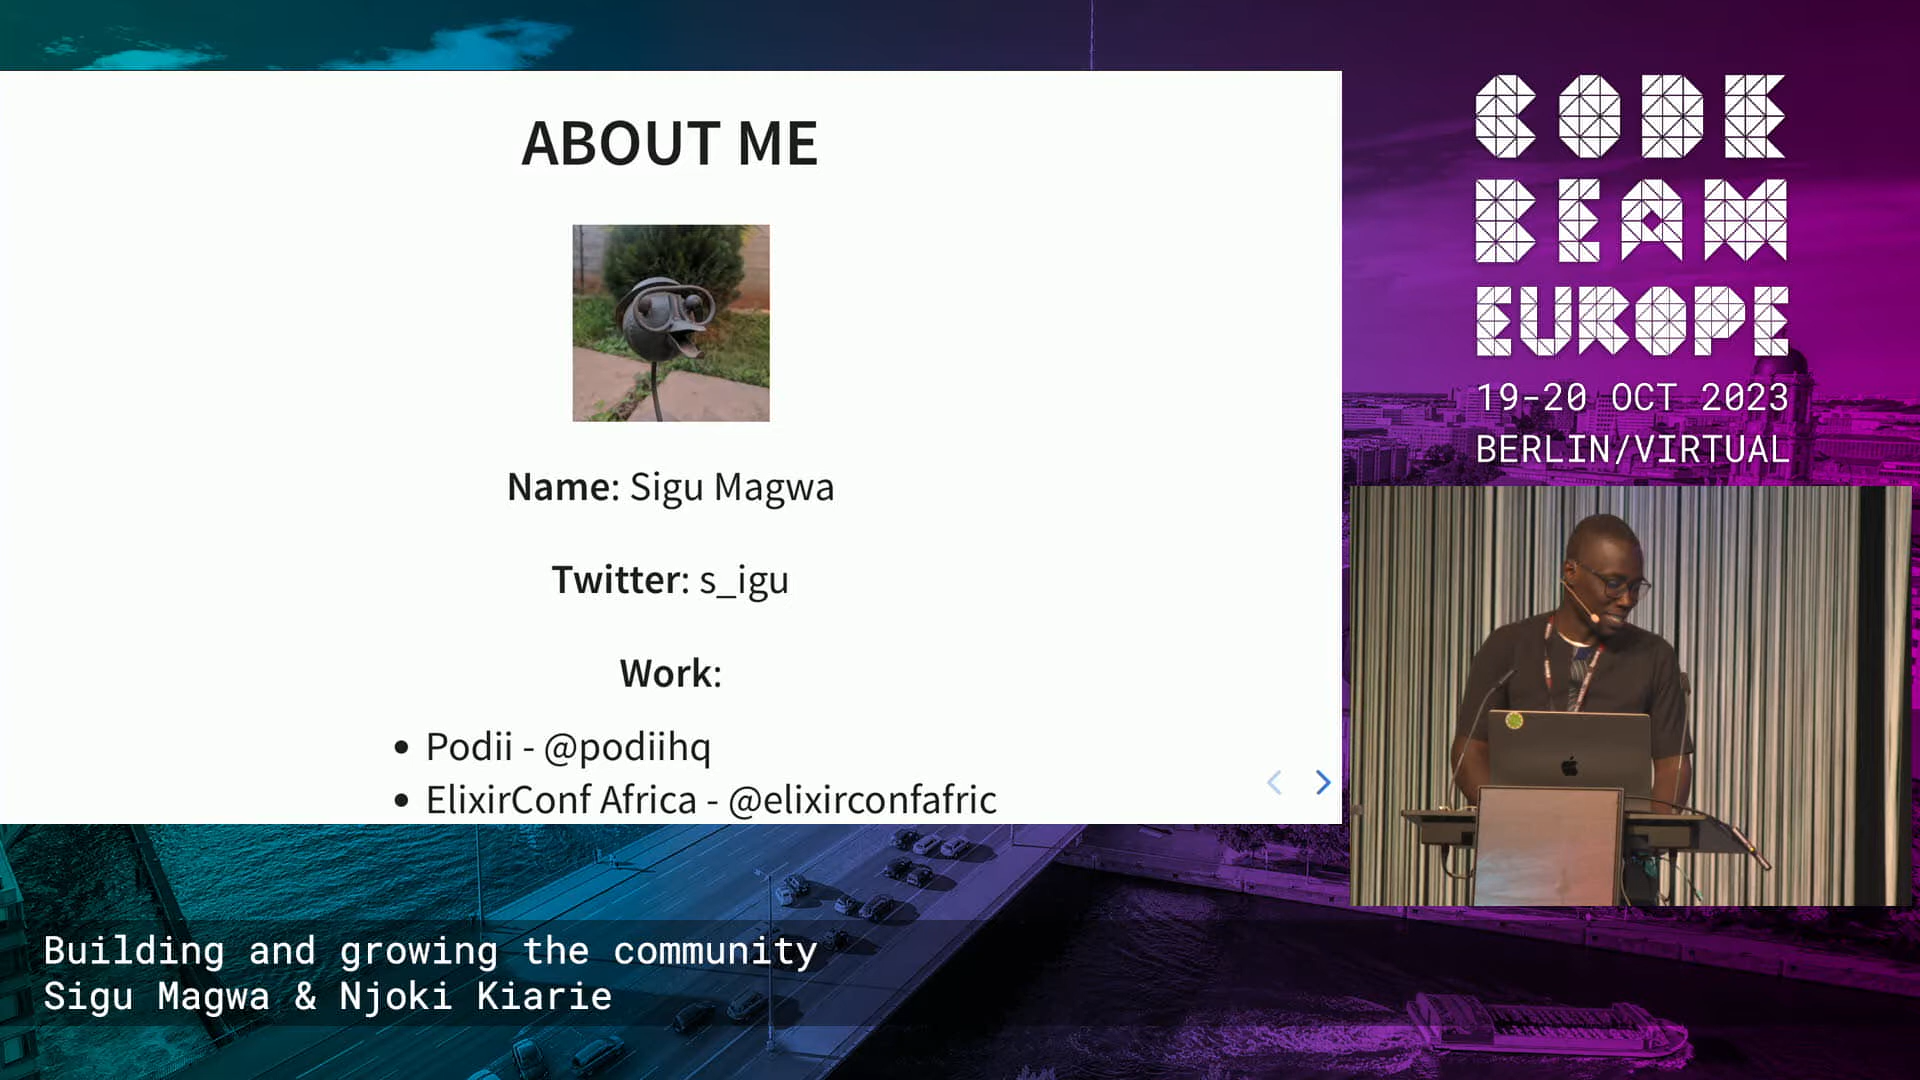 ABOUT ME
Name: Sigu Magwa
Twitter: s_igu
Work:
• Podii - @podiihq
• ElixirConf Africa - @elixirconfafric
CODE
BEAM
EUROPE
19-20 OCT 2023
BERLIN/VIRTUAL
Building and growing the community
Sigu Magwa & Njoki Kiarie